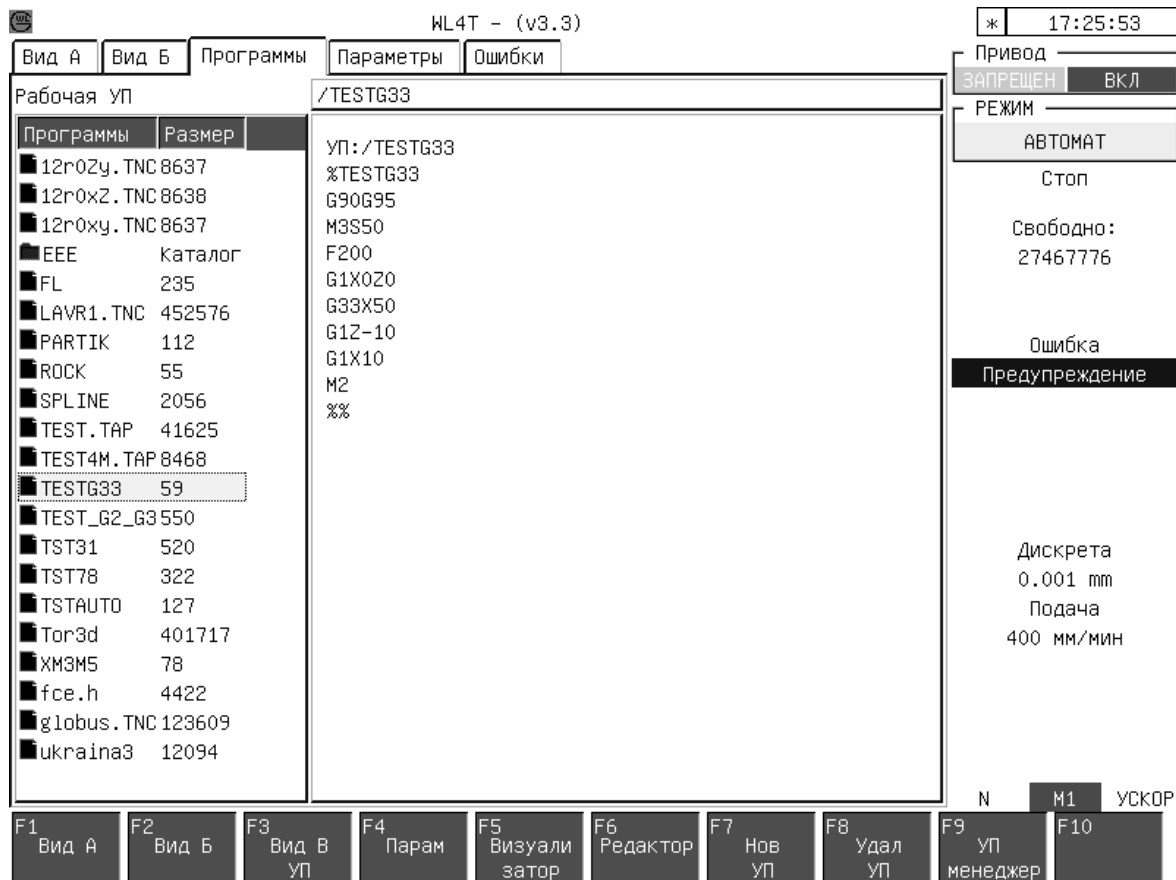 WL4T - (v3.3)
* 17:25:53
Вид А Вид Б Программы Параметры Ошибки
Рабочая УП /TESTG33
Программы Размер
12r0Zy.TNC 8637
12r0xZ.TNC 8638
12r0xy.TNC 8637
EEE Каталог
FL 235
LAVR1.TNC 452576
PARTIK 112
ROCK 55
SPLINE 2056
TEST.TAP 41625
TEST4M.TAP 8468
TESTG33 59
TEST_G2_G3 550
TST31 520
TST78 322
TSTAUTO 127
Tor3d 401717
XM3M5 78
fce.h 4422
globus.TNC 123609
ukraina3 12094
УП:/TESTG33
%TESTG33
G90G95
M3S50
F200
G1X0Z0
G33X50
G1Z-10
G1X10
M2
%%
Привод
ЗАПРЕЩЕН ВКЛ
РЕЖИМ
АВТОМАТ
Стоп
Свободно:
27467776
Ошибка
Предупреждение
Дискрета
0.001 mm
Подача
400 мм/мин
N М1 УСКОР
F1 Вид А
F2 Вид Б
F3 Вид В
УП
F4 Парам
F5 Визуали
затор
F6 Редактор
F7 Нов
УП
F8 Удал
УП
F9 УП
менеджер
F10